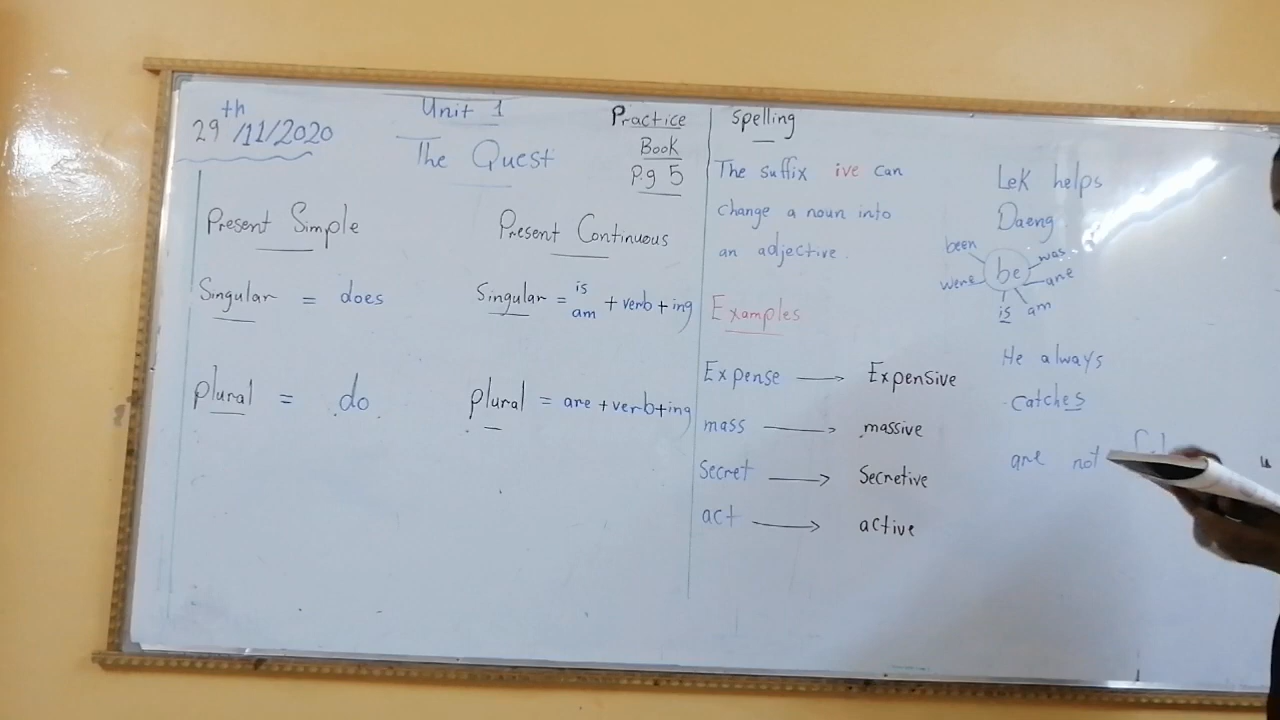 29th/11/2020
Unit 1
The Quest
Practice
Book
Pg 5
Present Simple
Present Continuous
Singular = does
Singular = is
am + verb + ing
plural = do
plural = are + verb + ing
Spelling
The suffix ive can
change a noun into
an adjective.
Examples
Expense → Expensive
mass → massive
Secret → Secretive
act → active
Lek helps
Daeng
been
was
be
were
are
is
am
He always
catches
are not